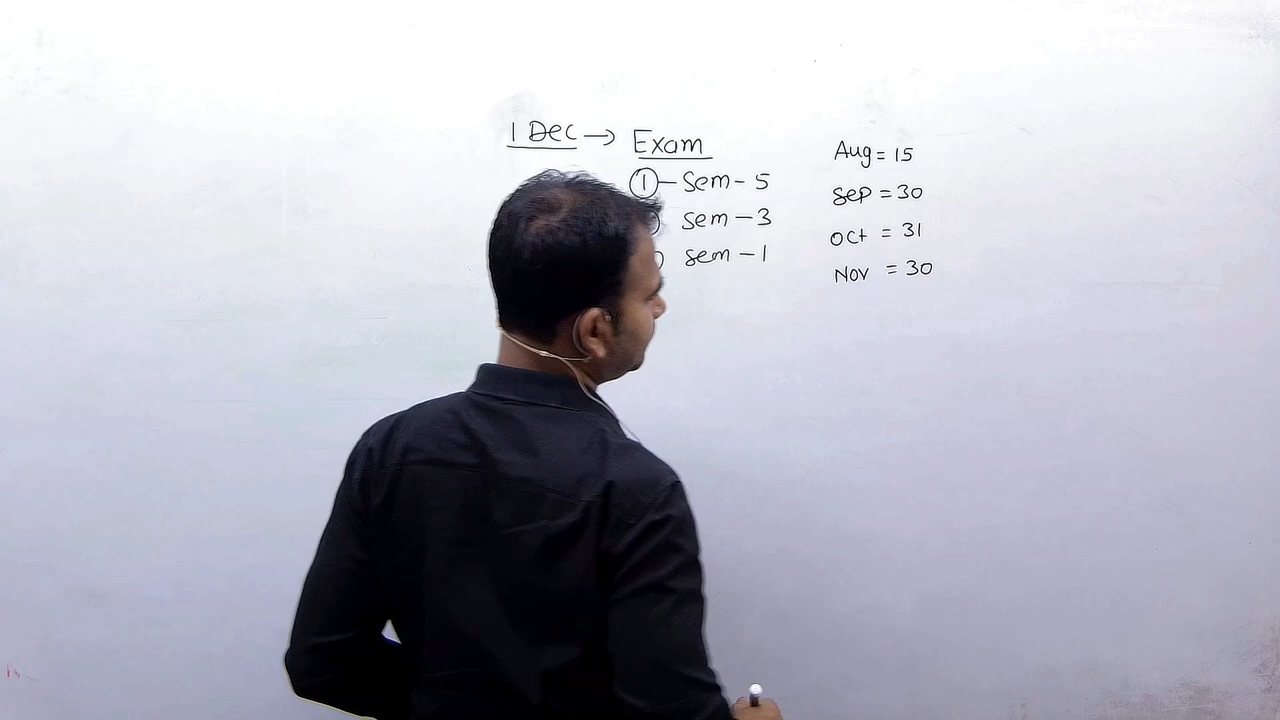 1 Dec → Exam
① — Sem - 5
sem - 3
sem - 1
Aug = 15
Sep = 30
Oct = 31
Nov = 30